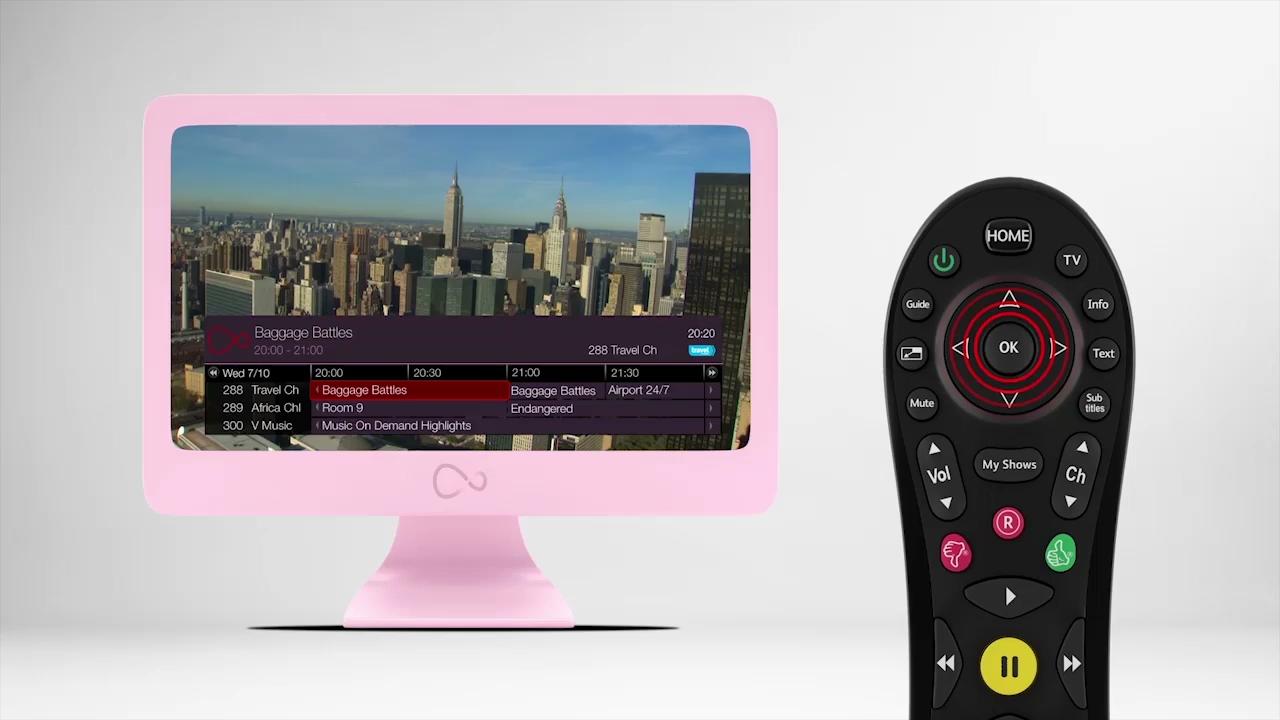 Baggage Battles
20:20
20:00 - 21:00
288 Travel Ch
travel
Wed 7/10
20:00
20:30
21:00
21:30
288 Travel Ch
Baggage Battles
Baggage Battles
Airport 24/7
289 Africa Chl
Room 9
Endangered
300 V Music
Music On Demand Highlights
HOME
TV
Guide
Info
OK
Text
Mute
Sub
titles
Vol
My Shows
Ch
R